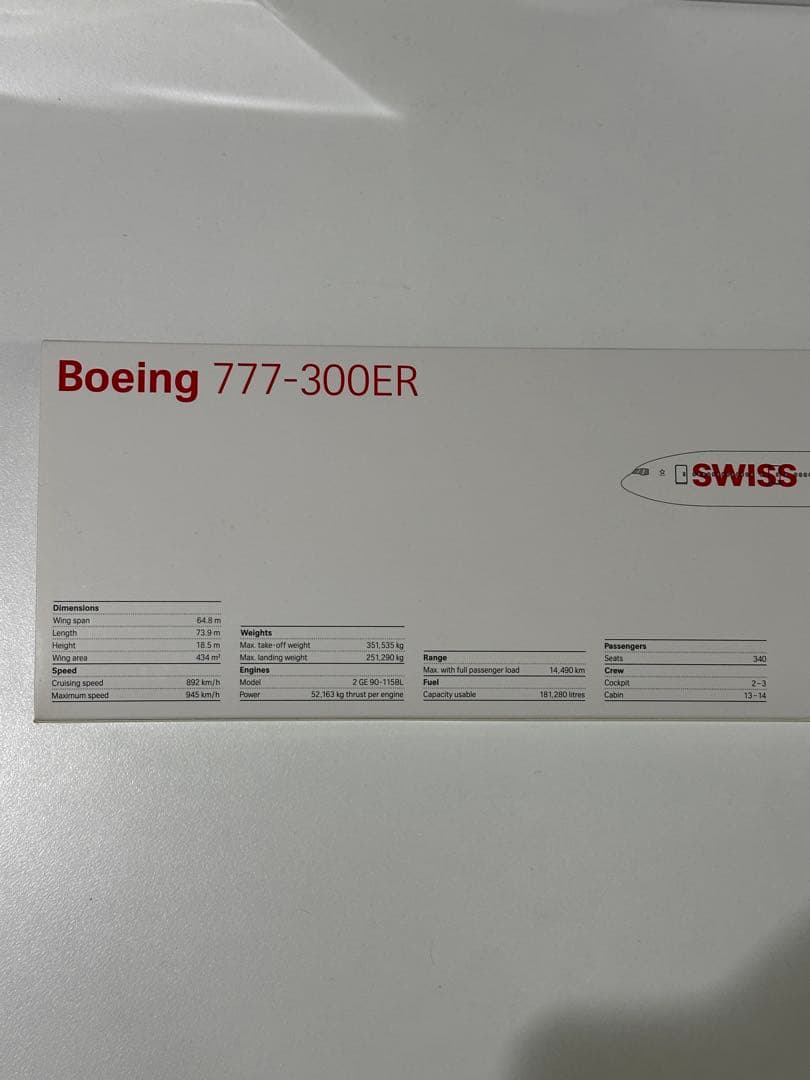 Boeing 777-300ER
SWISS
Dimensions
Wing span 64.8 m
Length 73.9 m
Height 18.5 m
Wing area 434 m²
Speed
Cruising speed 892 km/h
Maximum speed 945 km/h
Weights
Max. take-off weight 351,535 kg
Max. landing weight 251,290 kg
Engines
Model 2 GE 90-115BL
Power 52,163 kg thrust per engine
Range
Max. with full passenger load 14,490 km
Fuel
Capacity usable 181,280 litres
Passengers
Seats 340
Crew
Cockpit 2–3
Cabin 13–14